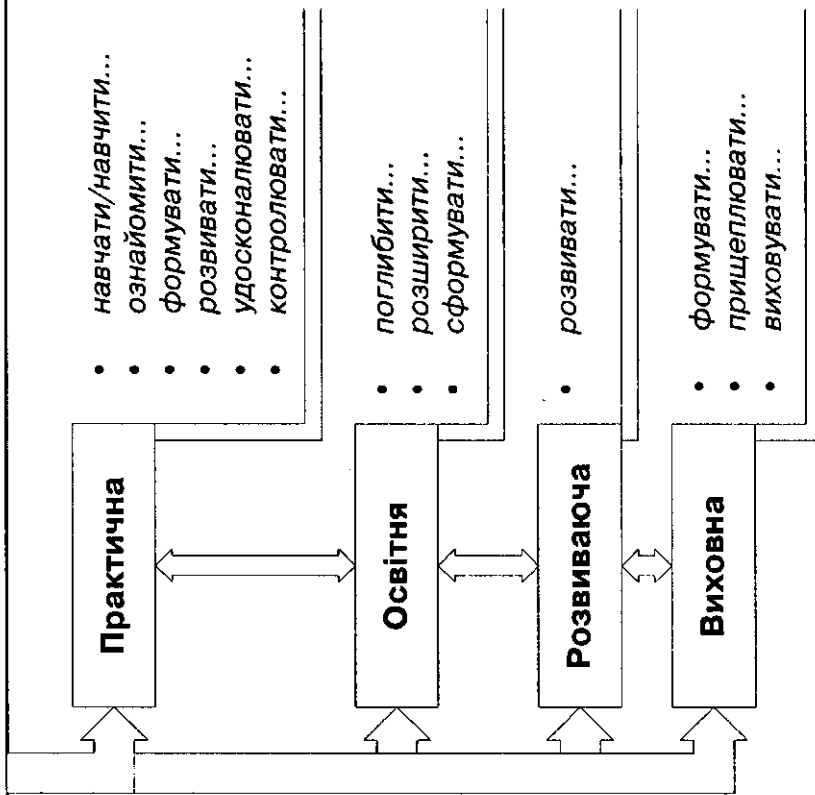 Практична
• навчати/навчити...
• ознайомити...
• формувати...
• розвивати...
• удосконалювати...
• контролювати...
Освітня
• поглибити...
• розширити...
• сформувати...
Розвиваюча
• розвивати...
Виховна
• формувати...
• прищеплювати...
• виховувати...